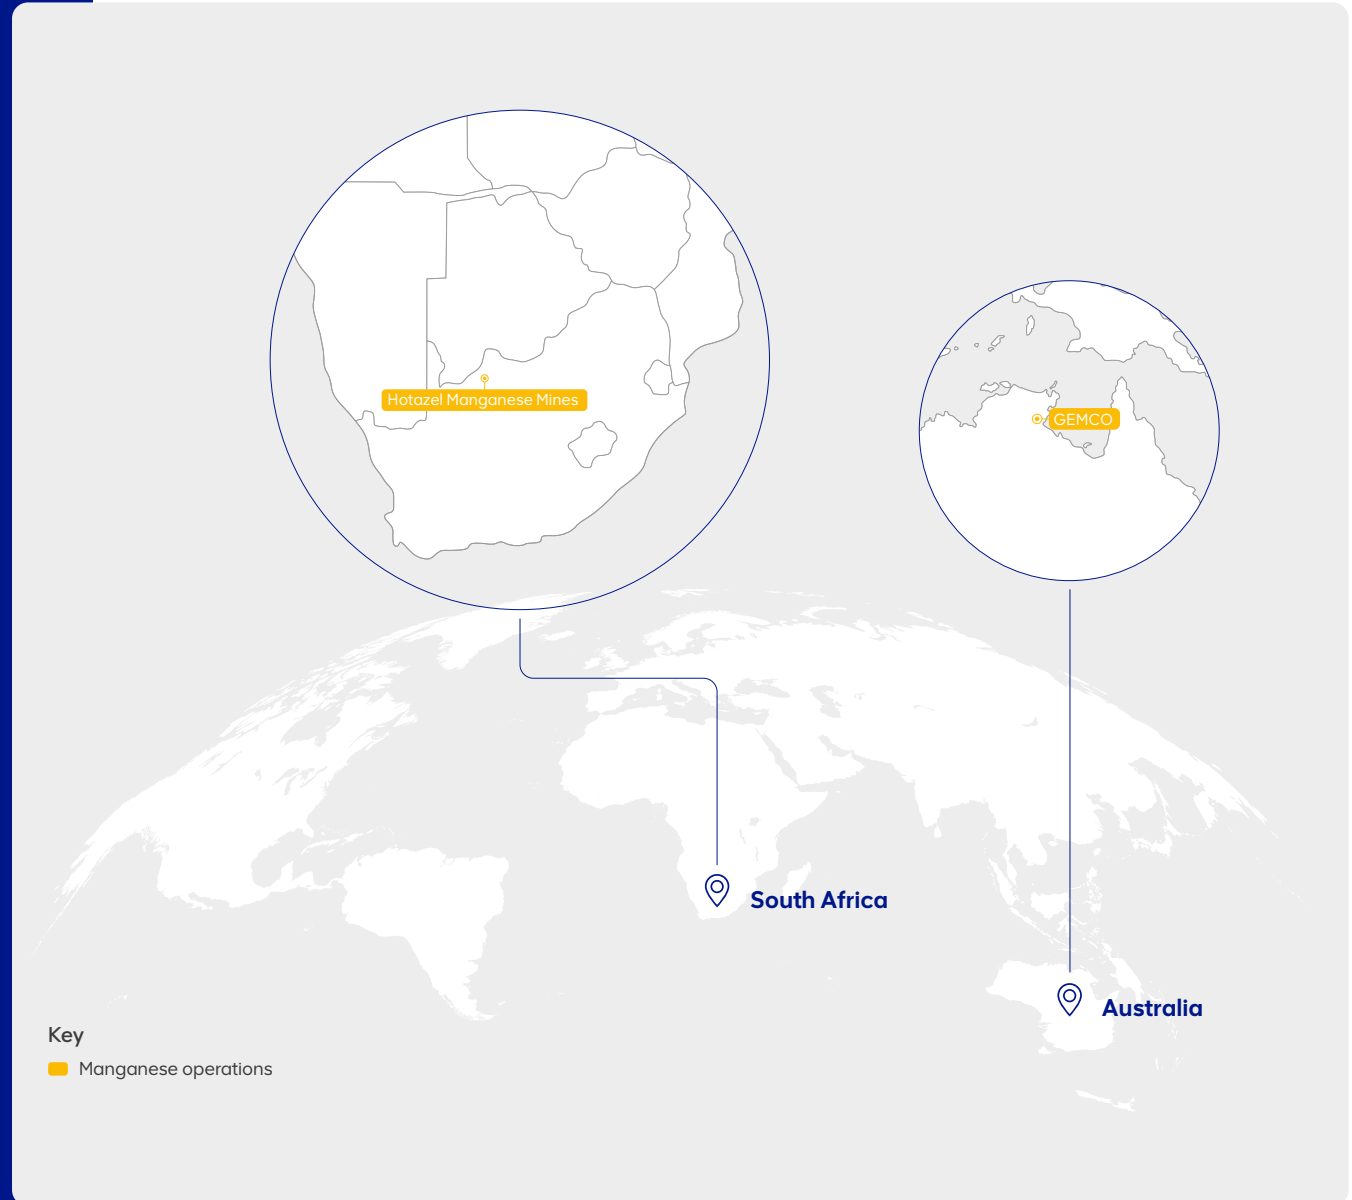 Hotazel Manganese Mines
GEMCO
South Africa
Australia
Key
Manganese operations